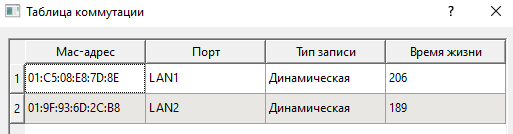 Таблица коммутации ? ×
Мас-адрес Порт Тип записи Время жизни
1 01:C5:08:E8:7D:8E LAN1 Динамическая 206
2 01:9F:93:6D:2C:B8 LAN2 Динамическая 189